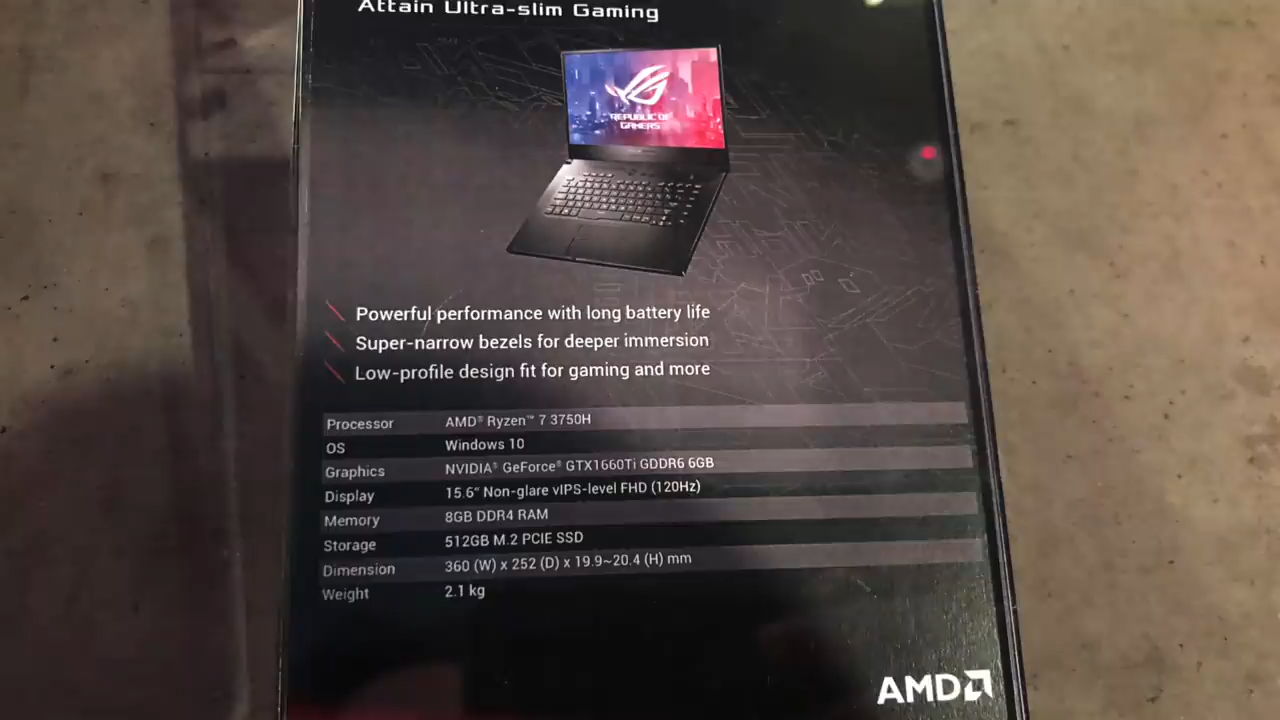 Attain Ultra-slim Gaming
REPUBLIC OF
GAMERS
Powerful performance with long battery life
Super-narrow bezels for deeper immersion
Low-profile design fit for gaming and more
Processor AMD® Ryzen™ 7 3750H
OS Windows 10
Graphics NVIDIA® GeForce® GTX1660Ti GDDR6 6GB
Display 15.6" Non-glare vIPS-level FHD (120Hz)
Memory 8GB DDR4 RAM
Storage 512GB M.2 PCIE SSD
Dimension 360 (W) x 252 (D) x 19.9~20.4 (H) mm
Weight 2.1 kg
AMD